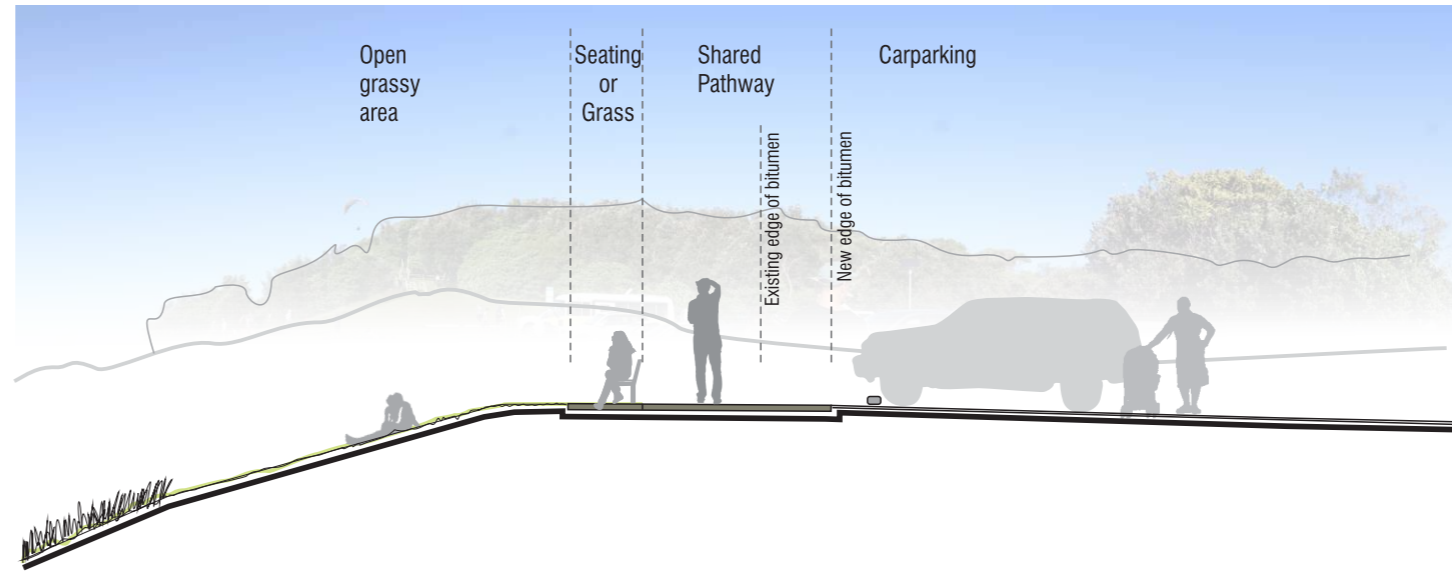 Open
grassy
area
Seating
or
Grass
Shared
Pathway
Carparking
Existing edge of bitumen
New edge of bitumen